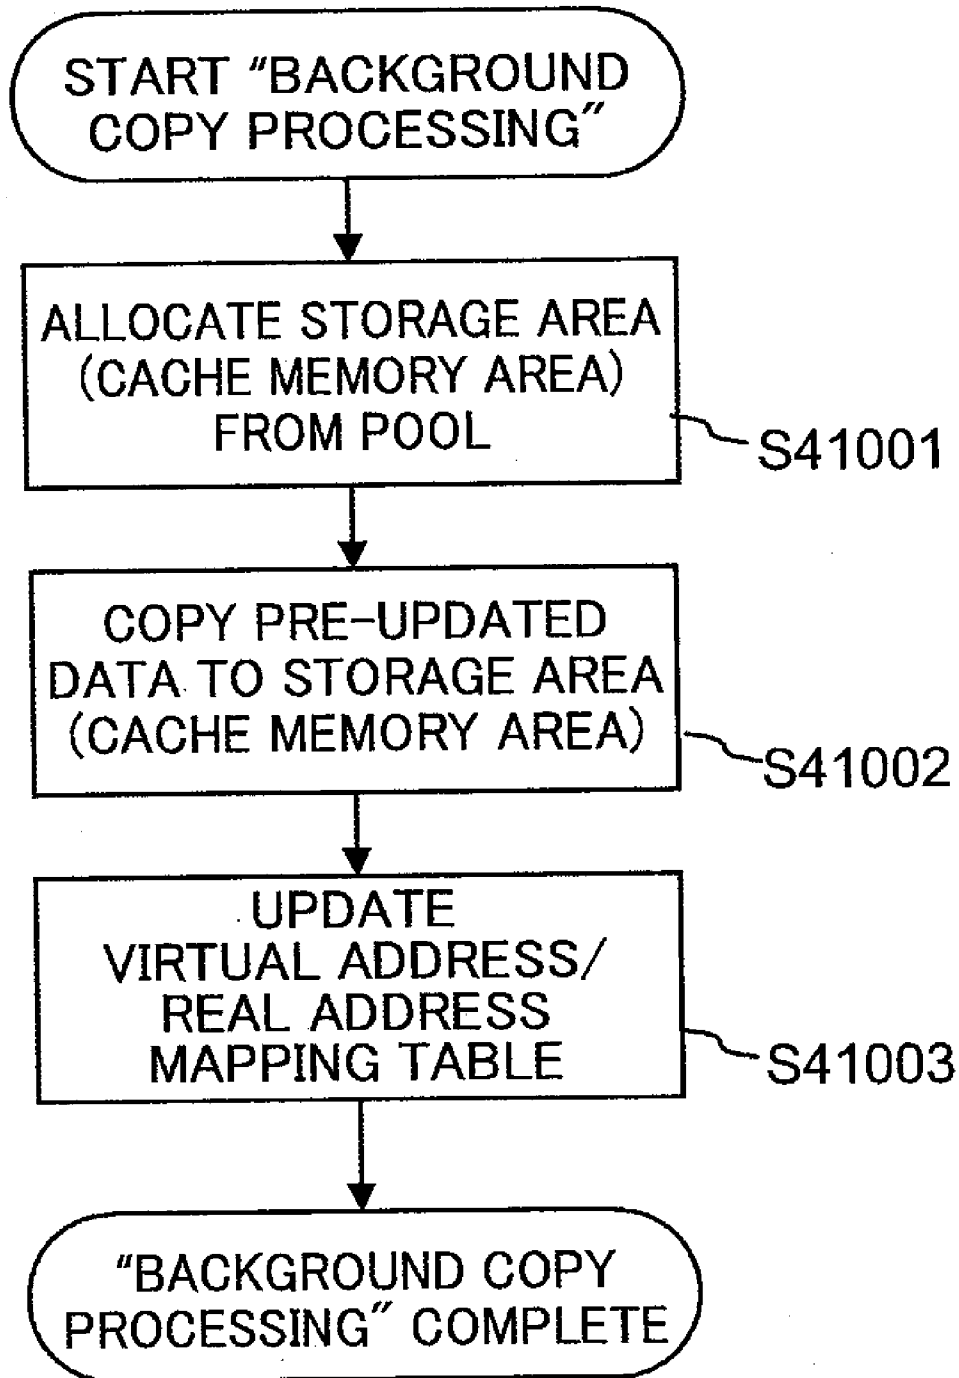 START "BACKGROUND
COPY PROCESSING"
ALLOCATE STORAGE AREA
(CACHE MEMORY AREA)
FROM POOL
S41001
COPY PRE-UPDATED
DATA TO STORAGE AREA
(CACHE MEMORY AREA)
S41002
UPDATE
VIRTUAL ADDRESS/
REAL ADDRESS
MAPPING TABLE
S41003
"BACKGROUND COPY
PROCESSING" COMPLETE